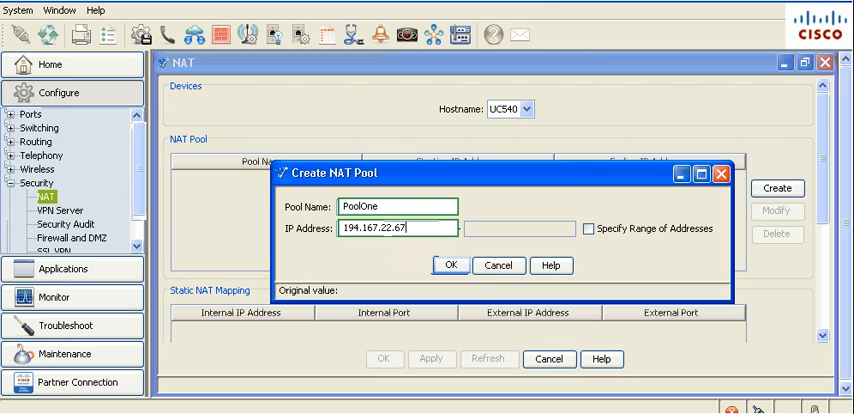 System Window Help
CISCO
Home
Configure
Ports
Switching
Routing
Telephony
Wireless
Security
NAT
VPN Server
Security Audit
Firewall and DMZ
SSL VPN
Applications
Monitor
Troubleshoot
Maintenance
Partner Connection
NAT
Devices
Hostname: UC540
NAT Pool
Create
Modify
Delete
Create NAT Pool
Pool Name: PoolOne
IP Address: 194.167.22.67 - Specify Range of Addresses
OK Cancel Help
Original value:
Static NAT Mapping
Internal IP Address Internal Port External IP Address External Port
OK Apply Refresh Cancel Help